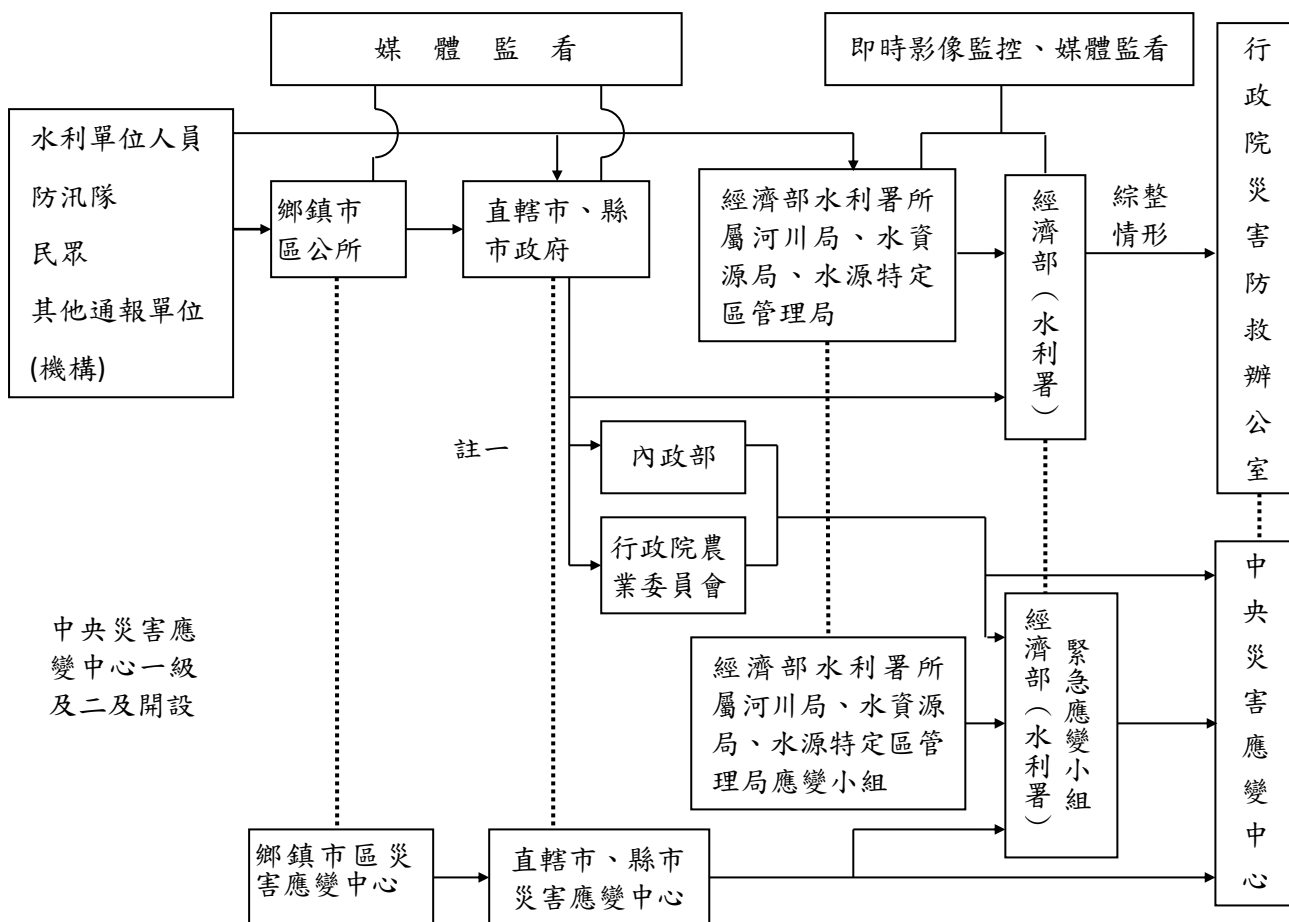 媒體監看
即時影像監控、媒體監看
行政院災害防救辦公室
水利單位人員
防汛隊
民眾
其他通報單位
(機構)
鄉鎮市
區公所
直轄市、縣
市政府
經濟部水利署所
屬河川局、水資
源局、水源特定
區管理局
經濟部（水利署）
綜整
情形
註一
內政部
行政院農
業委員會
中央災害應
變中心一級
及二及開設
經濟部水利署所
屬河川局、水資源
局、水源特定區管
理局應變小組
緊急應變小組
經濟部（水利署）
中央災害應變中心
鄉鎮市區災
害應變中心
直轄市、縣市
災害應變中心